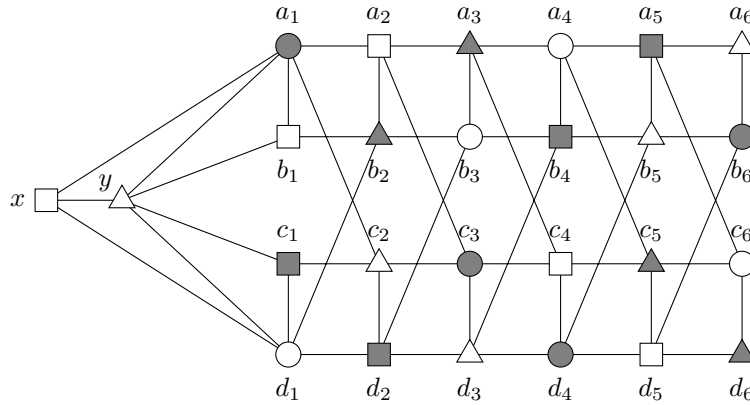 a₁ a₂ a₃ a₄ a₅ a₆
b₁ b₂ b₃ b₄ b₅ b₆
x y
c₁ c₂ c₃ c₄ c₅ c₆
d₁ d₂ d₃ d₄ d₅ d₆